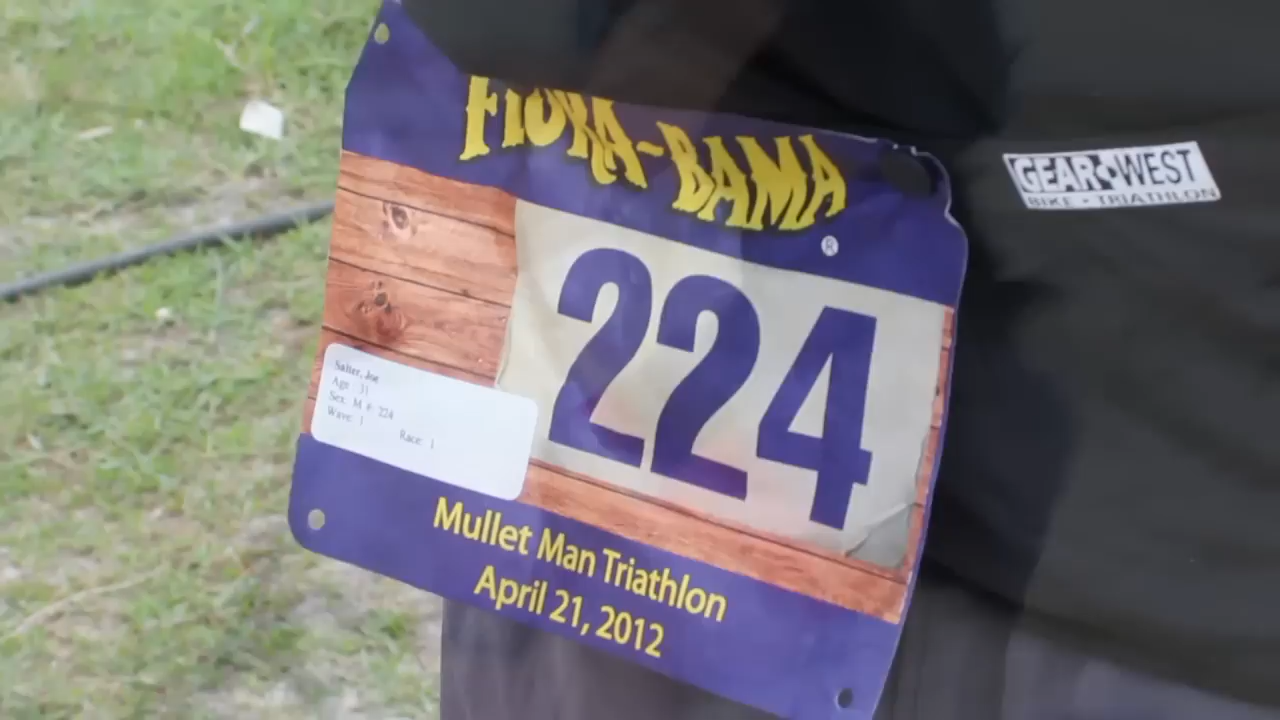 FLORA-BAMA
®
224
Salter, Joe
Age: 31
Sex: M #: 224
Wave: 1
Race: 1
Mullet Man Triathlon
April 21, 2012
GEAR WEST
BIKE • TRIATHLON